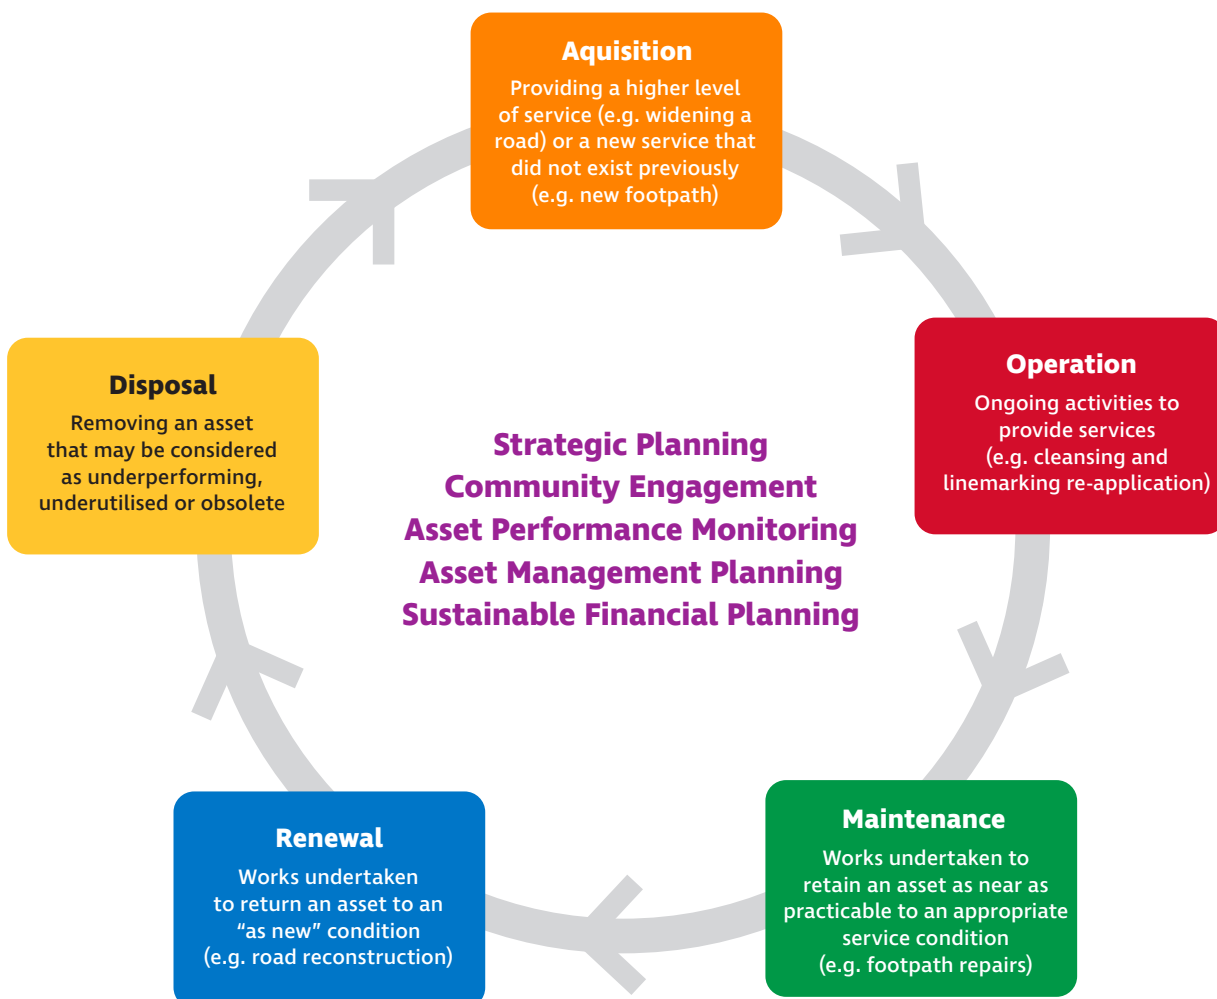 Aquisition
Providing a higher level
of service (e.g. widening a
road) or a new service that
did not exist previously
(e.g. new footpath)
Operation
Ongoing activities to
provide services
(e.g. cleansing and
linemarking re-application)
Disposal
Removing an asset
that may be considered
as underperforming,
underutilised or obsolete
Strategic Planning
Community Engagement
Asset Performance Monitoring
Asset Management Planning
Sustainable Financial Planning
Maintenance
Works undertaken to
retain an asset as near as
practicable to an appropriate
service condition
(e.g. footpath repairs)
Renewal
Works undertaken
to return an asset to an
“as new” condition
(e.g. road reconstruction)